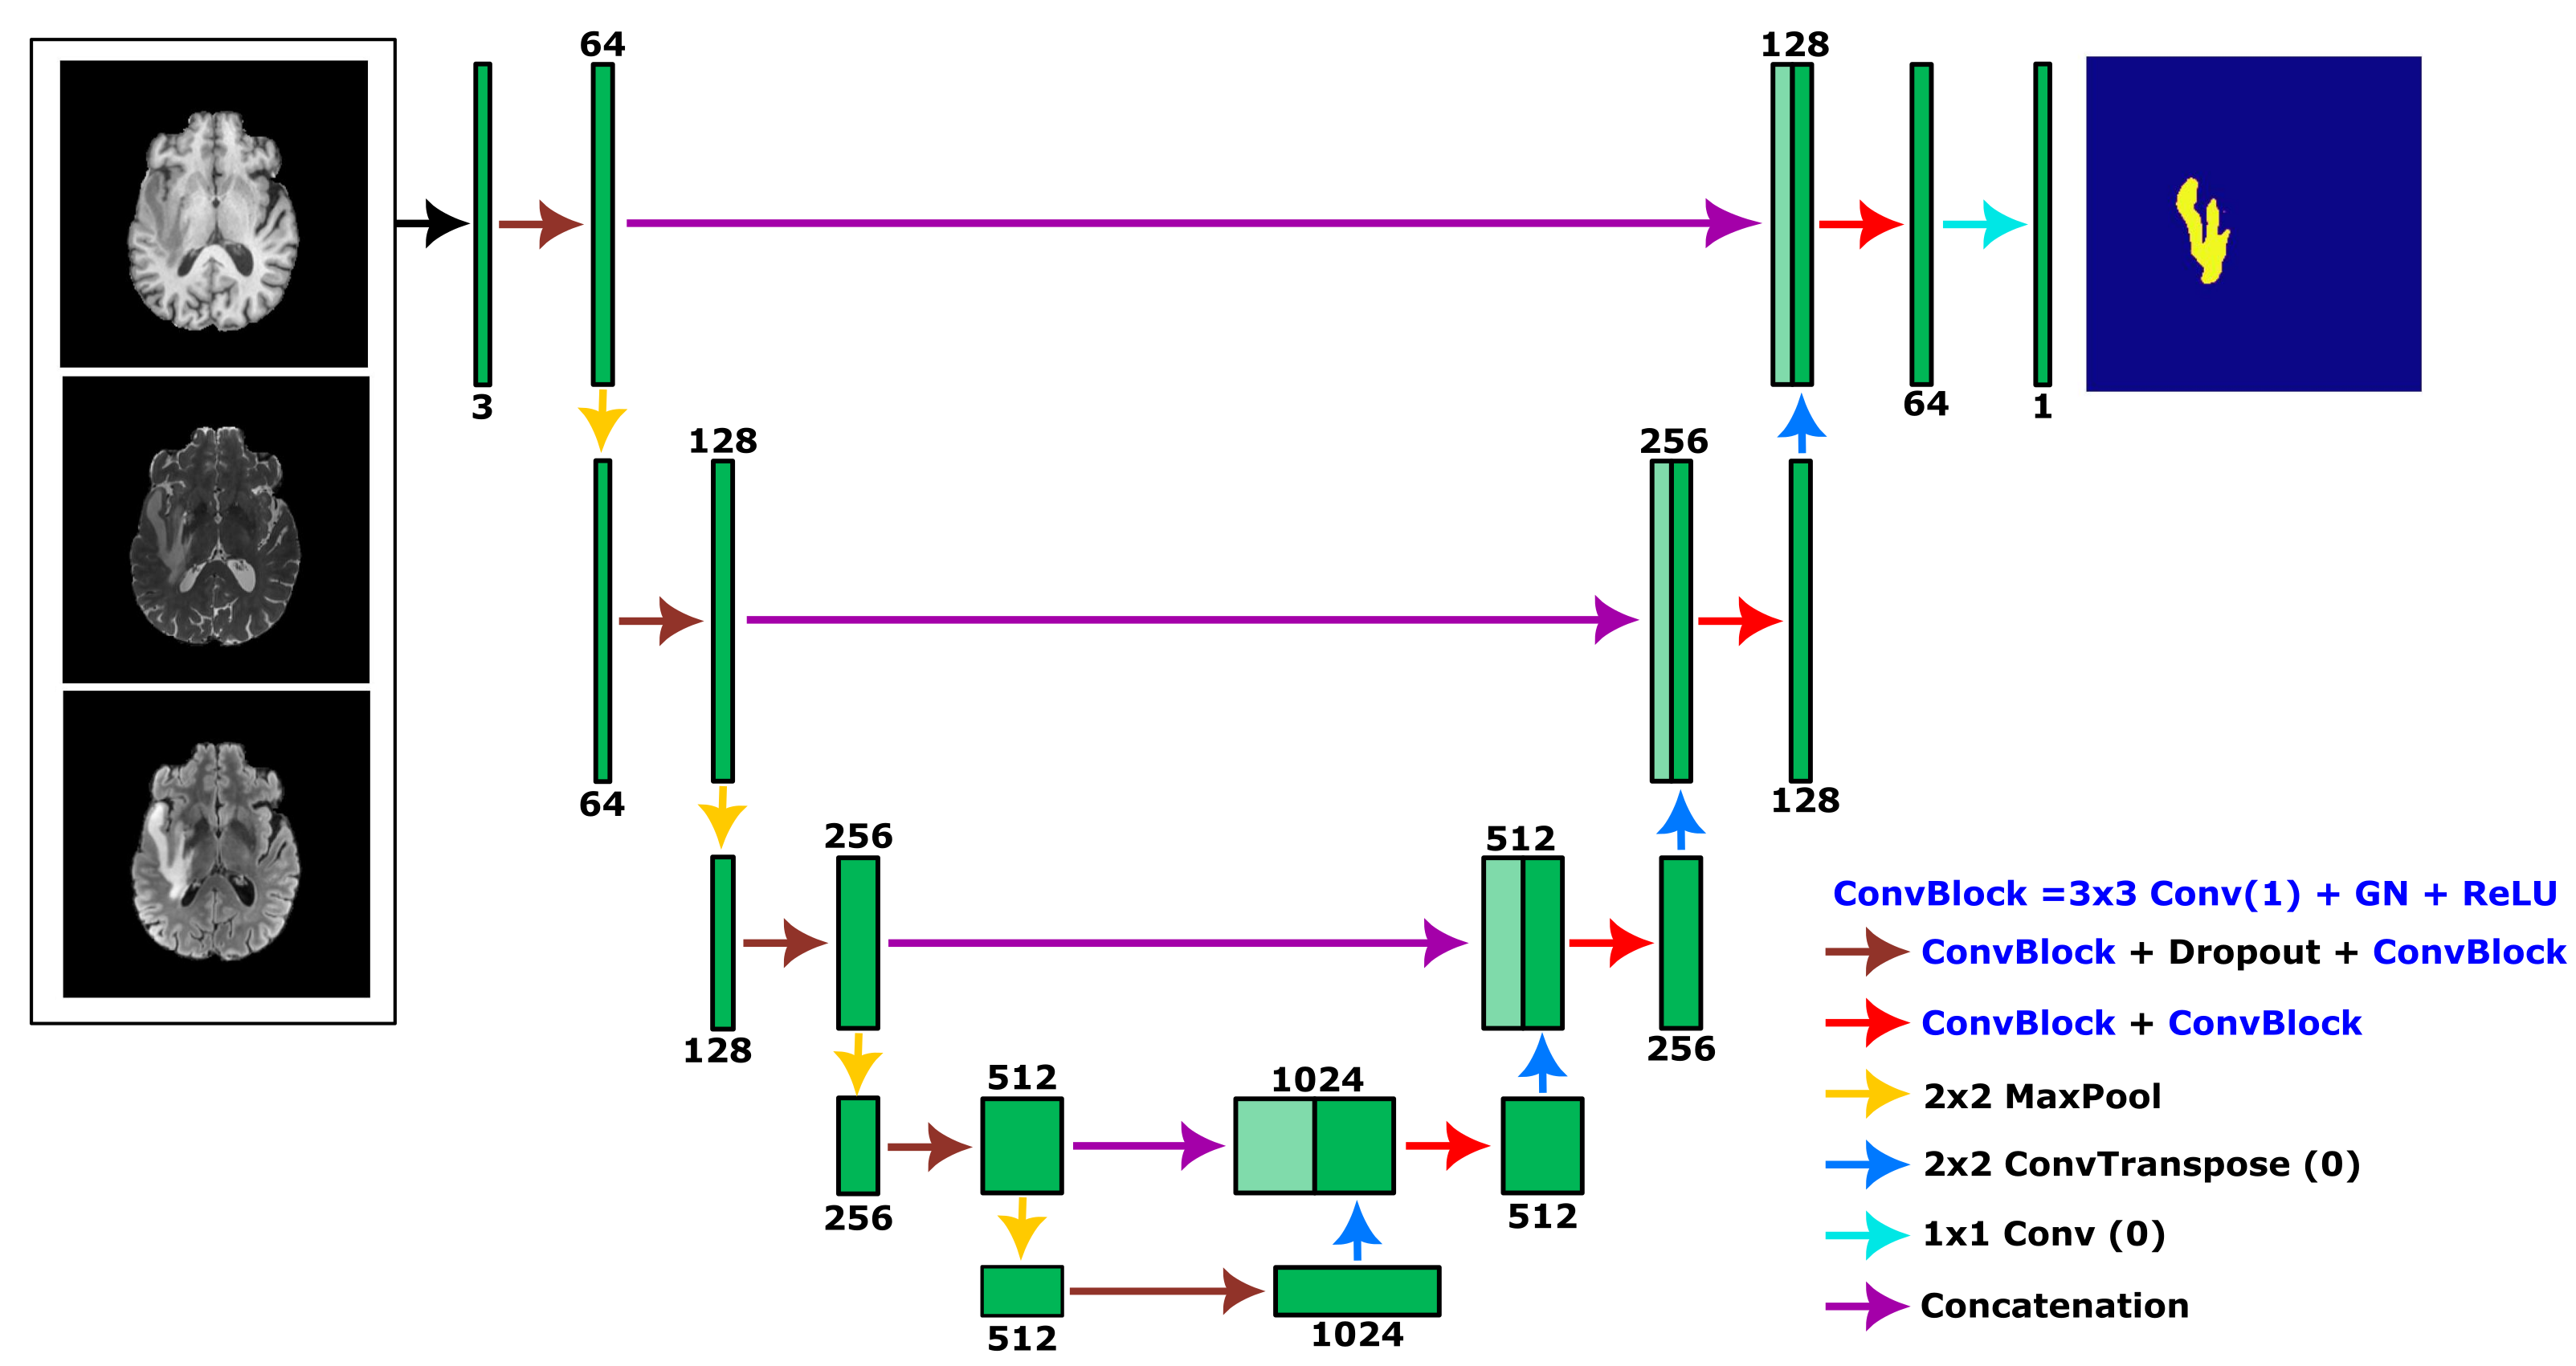 64
128
3
64
1
128
256
64
128
256
512
128
256
512
1024
256
512
512
1024
ConvBlock =3x3 Conv(1) + GN + ReLU
ConvBlock + Dropout + ConvBlock
ConvBlock + ConvBlock
2x2 MaxPool
2x2 ConvTranspose (0)
1x1 Conv (0)
Concatenation